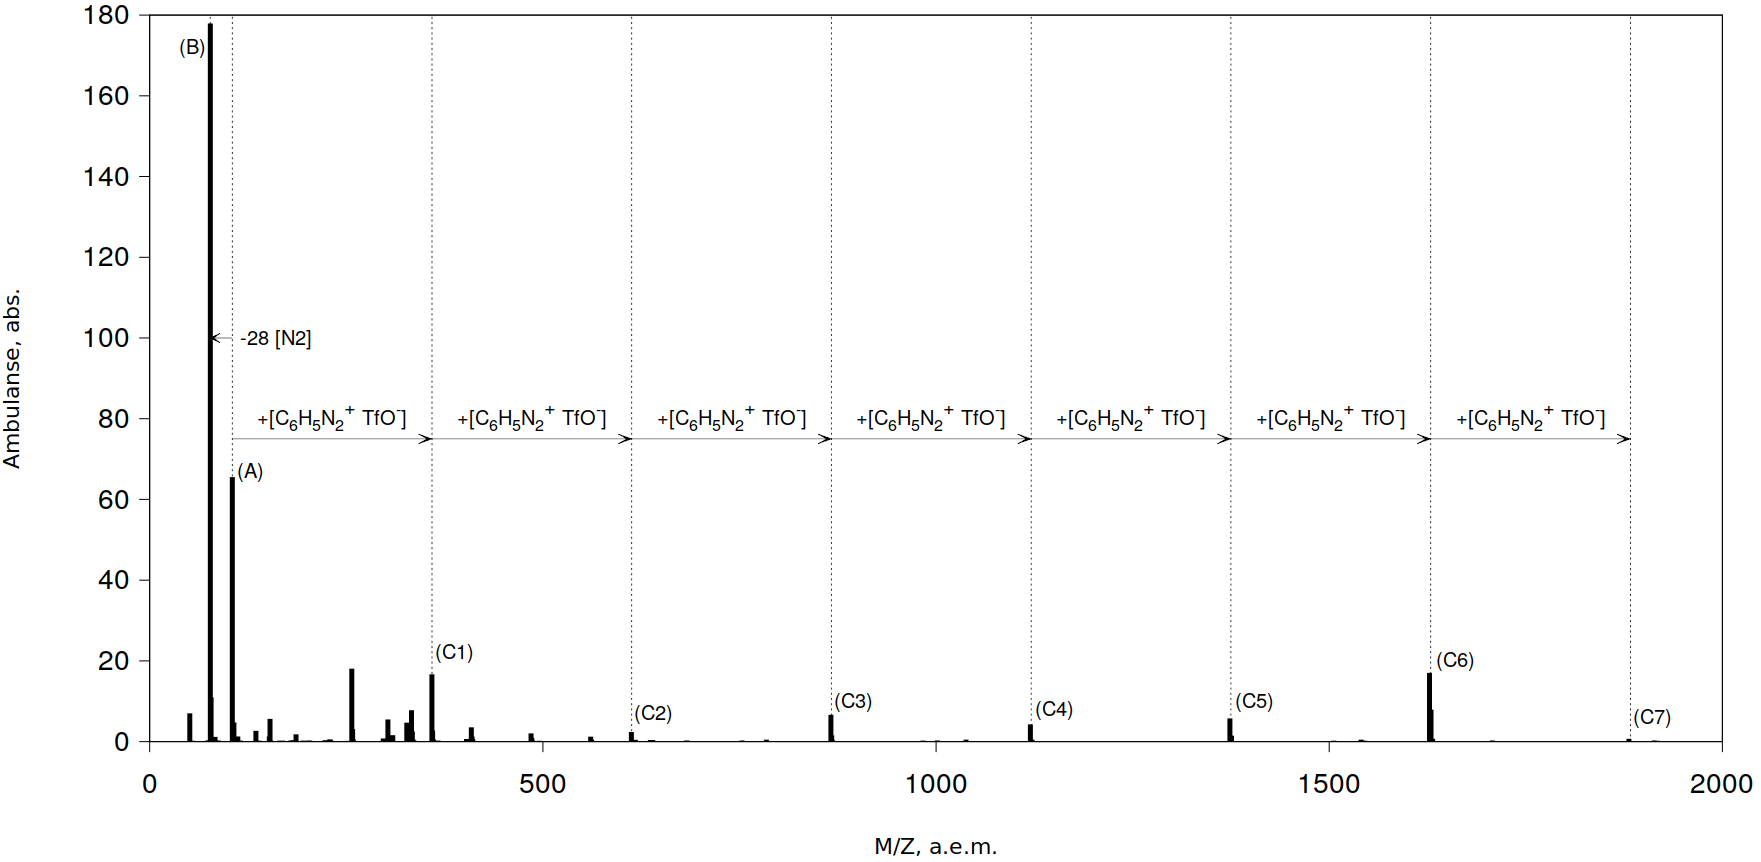 180
(B)
160
140
120
100
-28 [N2]
80
+[C₆H₅N₂⁺ TfO⁻]
+[C₆H₅N₂⁺ TfO⁻]
+[C₆H₅N₂⁺ TfO⁻]
+[C₆H₅N₂⁺ TfO⁻]
+[C₆H₅N₂⁺ TfO⁻]
+[C₆H₅N₂⁺ TfO⁻]
+[C₆H₅N₂⁺ TfO⁻]
(A)
60
40
20
0
(C1)
(C2)
(C3)
(C4)
(C5)
(C6)
(C7)
Ambulanse, abs.
0
500
1000
1500
2000
M/Z, a.e.m.